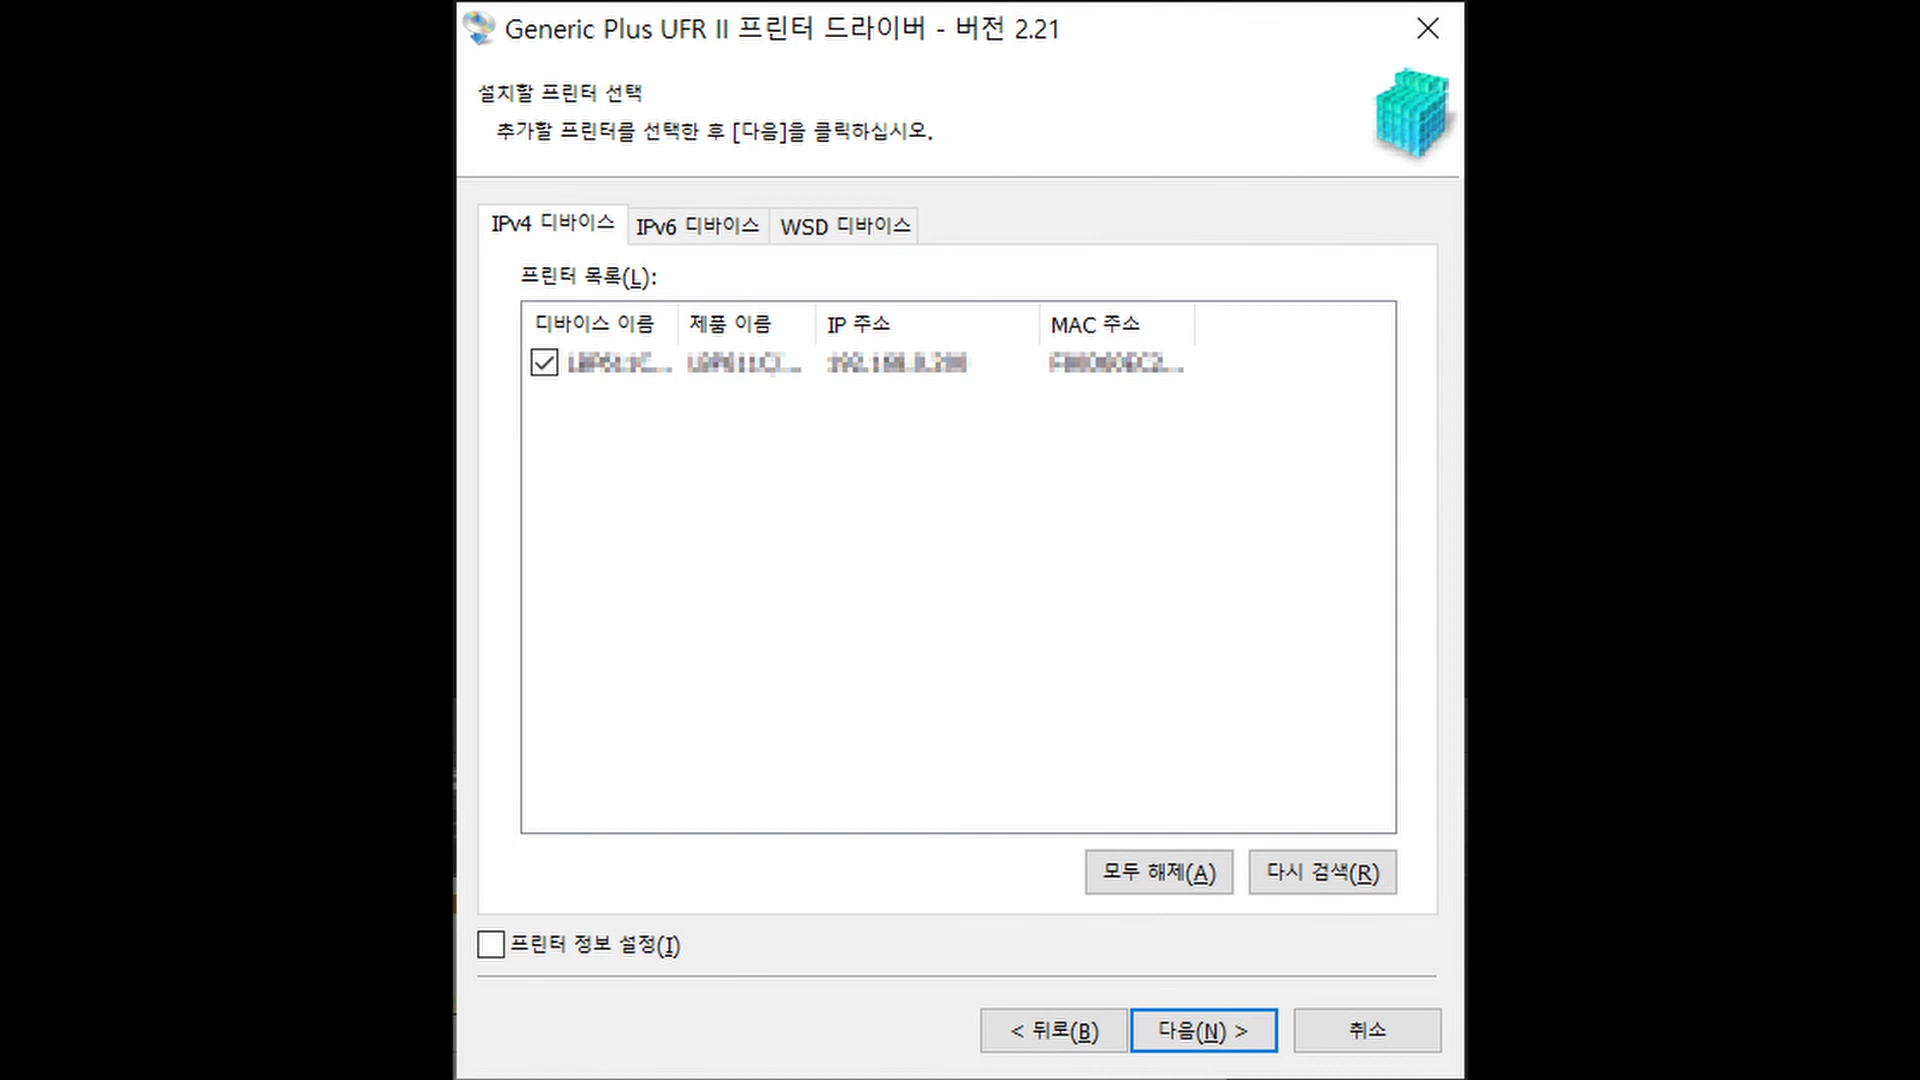 Generic Plus UFR II 프린터 드라이버 - 버전 2.21
설치할 프린터 선택
추가할 프린터를 선택한 후 [다음]을 클릭하십시오.
IPv4 디바이스 IPv6 디바이스 WSD 디바이스
프린터 목록(L):
디바이스 이름 제품 이름 IP 주소 MAC 주소
모두 해제(A) 다시 검색(R)
프린터 정보 설정(I)
< 뒤로(B) 다음(N) > 취소